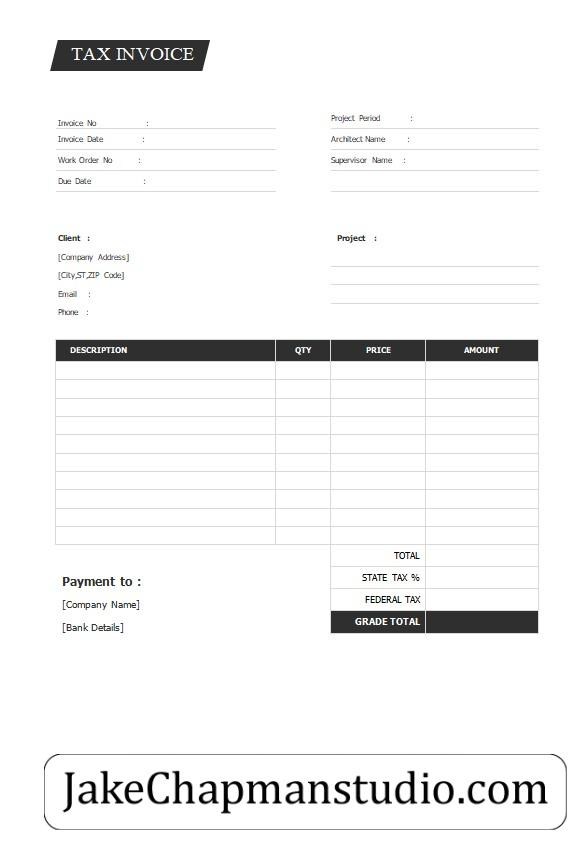 TAX INVOICE
Invoice No :
Invoice Date :
Work Order No :
Due Date :
Project Period :
Architect Name :
Supervisor Name :
Client :
[Company Address]
[City,ST,ZIP Code]
Email :
Phone :
Project :
DESCRIPTION QTY PRICE AMOUNT
TOTAL
STATE TAX %
FEDERAL TAX
GRADE TOTAL
Payment to :
[Company Name]
[Bank Details]
JakeChapmanstudio.com